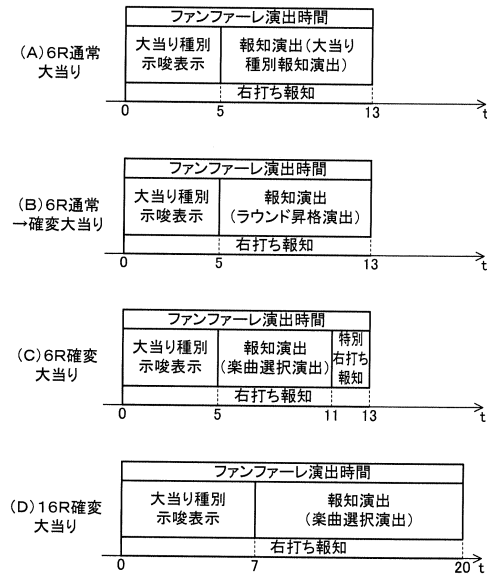 ファンファーレ演出時間
(A)6R通常
大当り
大当り種別
示唆表示
報知演出(大当り
種別報知演出)
右打ち報知
0 5 13 t
ファンファーレ演出時間
(B)6R通常
→確変大当り
大当り種別
示唆表示
報知演出
(ラウンド昇格演出)
右打ち報知
0 5 13 t
ファンファーレ演出時間
(C)6R確変
大当り
大当り種別
示唆表示
報知演出
(楽曲選択演出)
特別
右打ち
報知
右打ち報知
0 5 11 13 t
ファンファーレ演出時間
(D)16R確変
大当り
大当り種別
示唆表示
報知演出
(楽曲選択演出)
右打ち報知
0 7 20 t